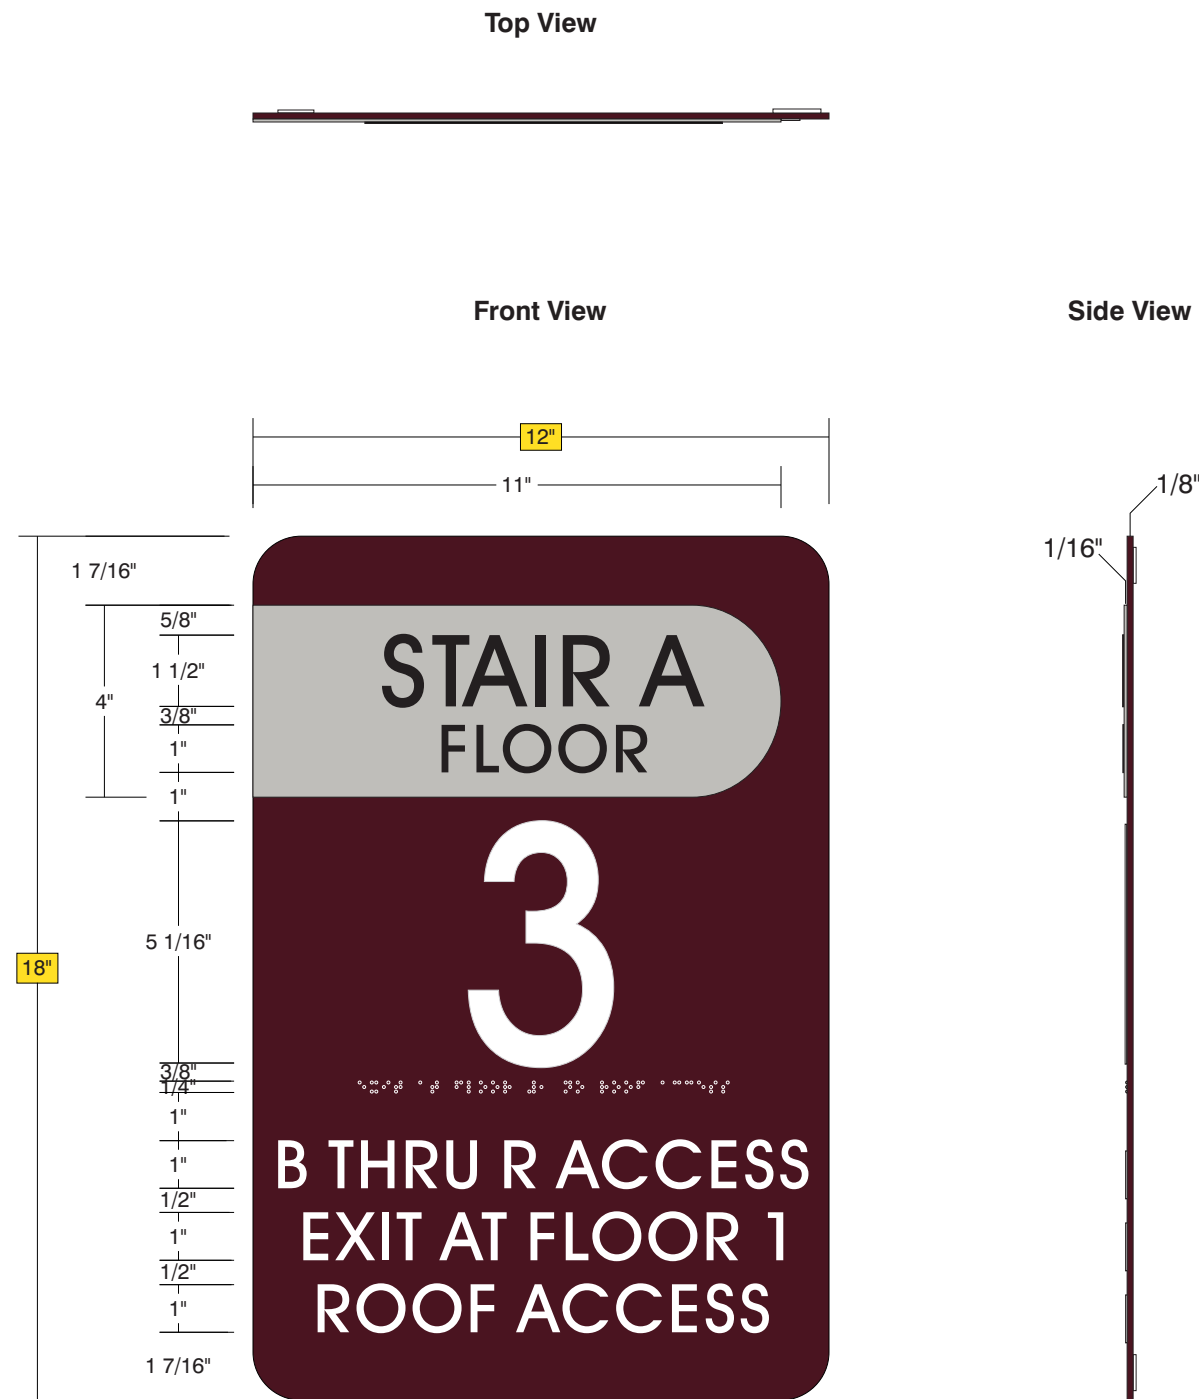 Top View
Front View
Side View
12"
11"
1/8"
1/16"
1 7/16"
5/8"
1 1/2"
4"
3/8"
1"
1"
5 1/16"
18"
3/8"
1/4"
1"
1"
1/2"
1"
1/2"
1"
1 7/16"
STAIR A
FLOOR
3
B THRU R ACCESS
EXIT AT FLOOR 1
ROOF ACCESS